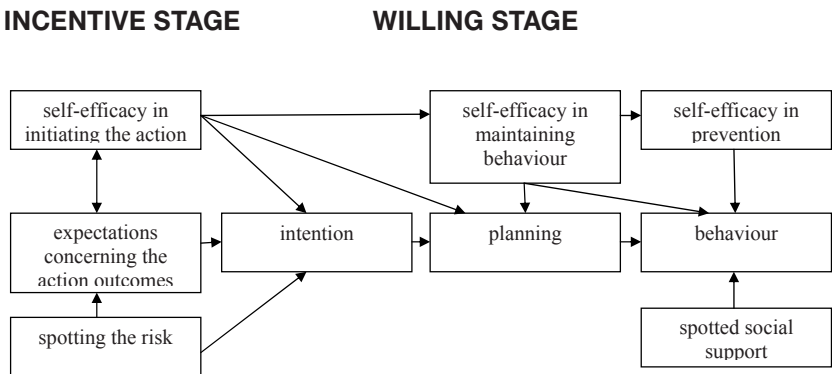 INCENTIVE STAGE
WILLING STAGE
self-efficacy in
initiating the action
self-efficacy in
maintaining
behaviour
self-efficacy in
prevention
expectations
concerning the
action outcomes
intention
planning
behaviour
spotting the risk
spotted social
support